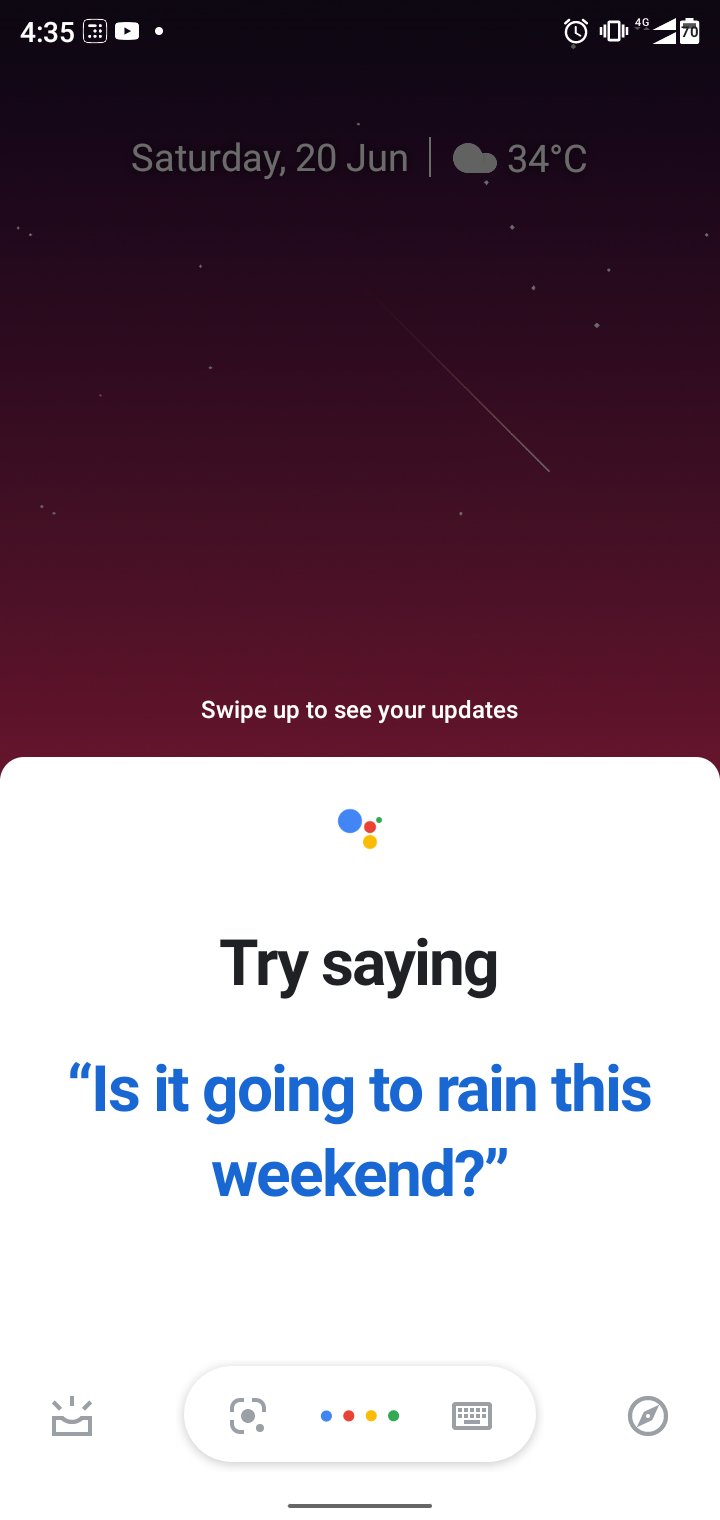 4:35
4G
70
Saturday, 20 Jun
34°C
Swipe up to see your updates
Try saying
“Is it going to rain this
weekend?”